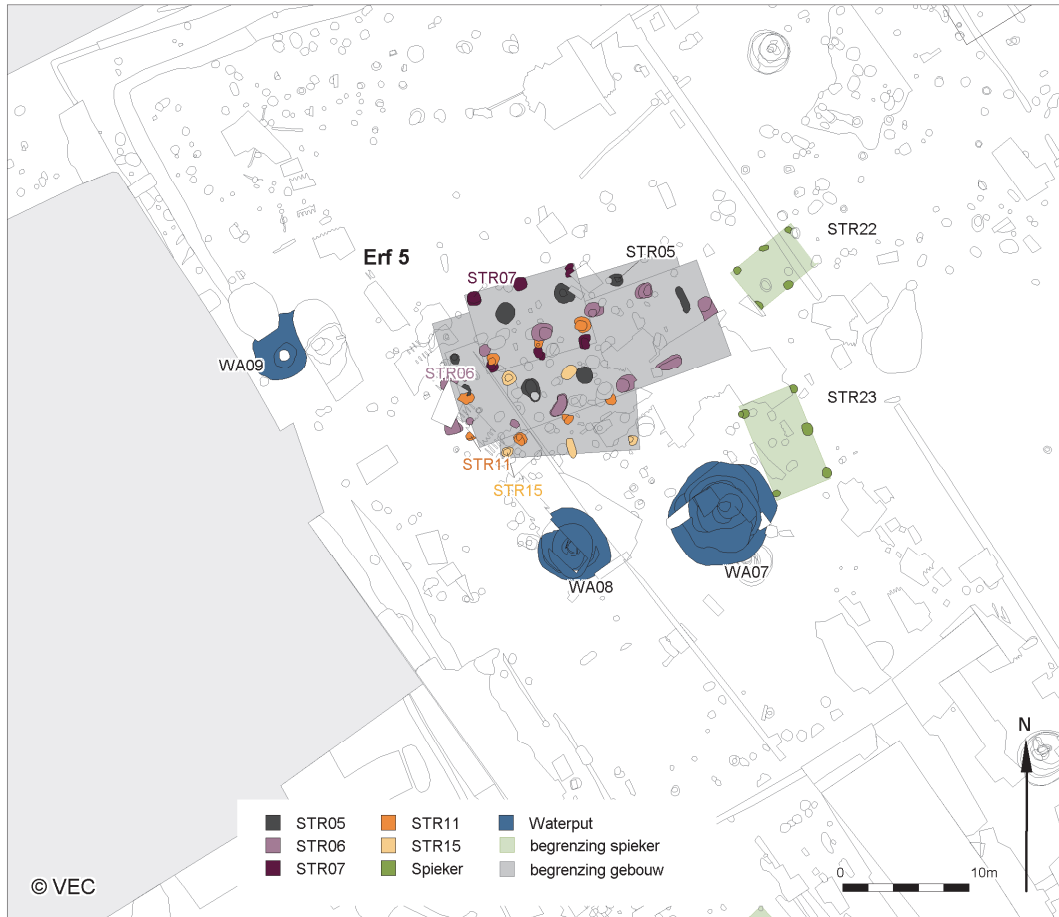 STR22
STR05
Erf 5
STR07
WA09
STR06
STR23
STR11
STR15
WA07
WA08
N
STR05 STR11 Waterput
STR06 STR15 begrenzing spieker
STR07 Spieker begrenzing gebouw
0 10m
© VEC